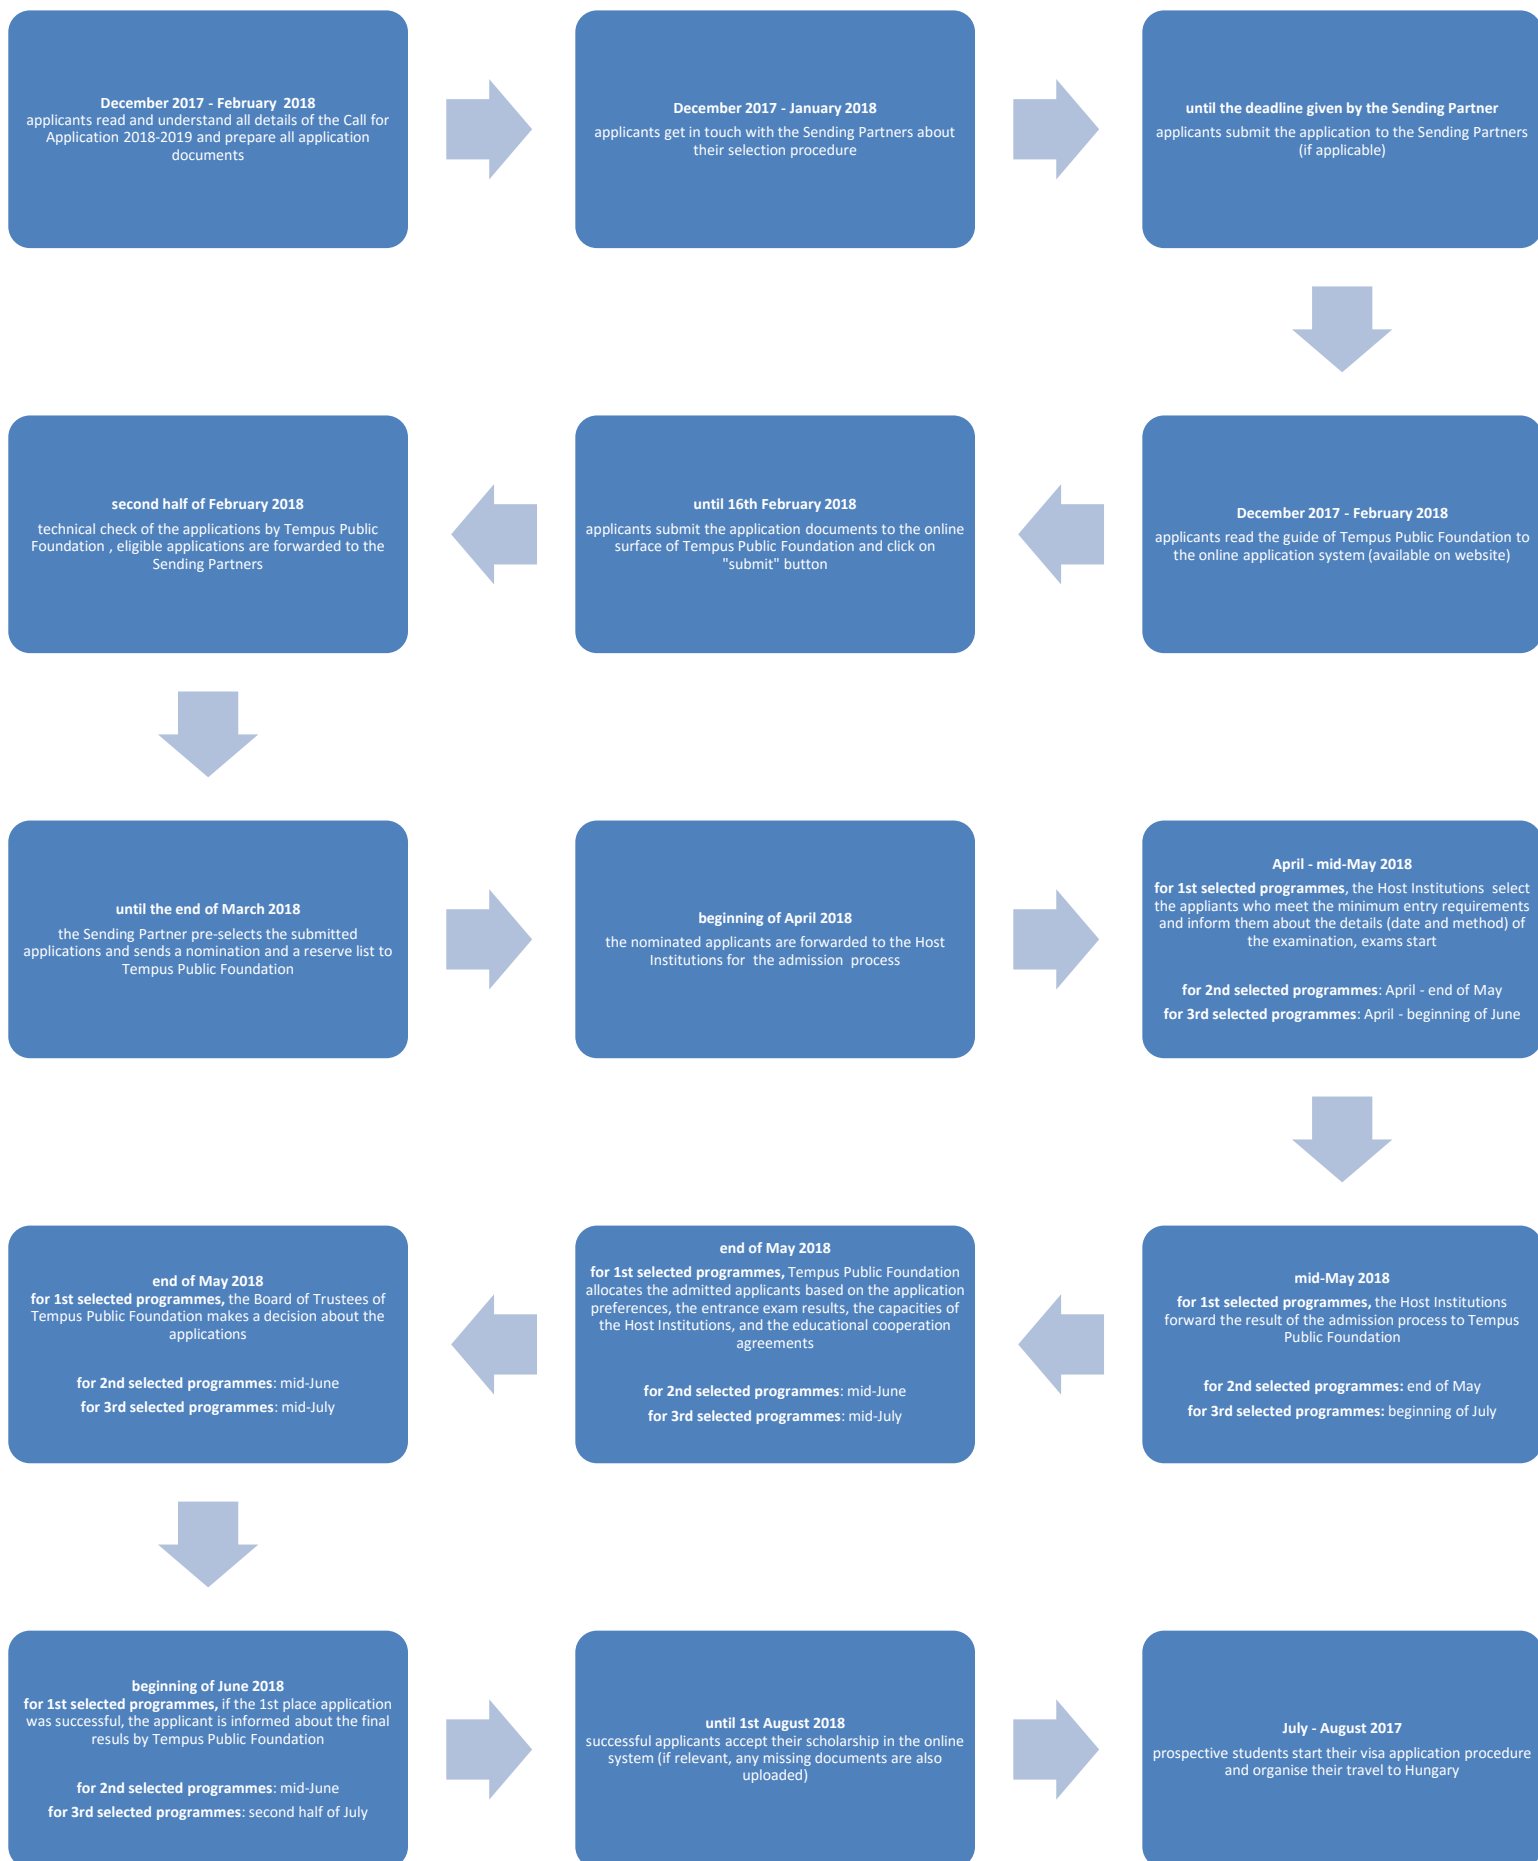 December 2017 - February 2018
applicants read and understand all details of the Call for
Application 2018-2019 and prepare all application
documents
December 2017 - January 2018
applicants get in touch with the Sending Partners about
their selection procedure
until the deadline given by the Sending Partner
applicants submit the application to the Sending Partners
(if applicable)
December 2017 - February 2018
applicants read the guide of Tempus Public Foundation to
the online application system (available on website)
until 16th February 2018
applicants submit the application documents to the online
surface of Tempus Public Foundation and click on
"submit" button
second half of February 2018
technical check of the applications by Tempus Public
Foundation , eligible applications are forwarded to the
Sending Partners
until the end of March 2018
the Sending Partner pre-selects the submitted
applications and sends a nomination and a reserve list to
Tempus Public Foundation
beginning of April 2018
the nominated applicants are forwarded to the Host
Institutions for the admission process
April - mid-May 2018
for 1st selected programmes, the Host Institutions select
the appliants who meet the minimum entry requirements
and inform them about the details (date and method) of
the examination, exams start
for 2nd selected programmes: April - end of May
for 3rd selected programmes: April - beginning of June
mid-May 2018
for 1st selected programmes, the Host Institutions
forward the result of the admission process to Tempus
Public Foundation
for 2nd selected programmes: end of May
for 3rd selected programmes: beginning of July
end of May 2018
for 1st selected programmes, Tempus Public Foundation
allocates the admitted applicants based on the application
preferences, the entrance exam results, the capacities of
the Host Institutions, and the educational cooperation
agreements
for 2nd selected programmes: mid-June
for 3rd selected programmes: mid-July
end of May 2018
for 1st selected programmes, the Board of Trustees of
Tempus Public Foundation makes a decision about the
applications
for 2nd selected programmes: mid-June
for 3rd selected programmes: mid-July
beginning of June 2018
for 1st selected programmes, if the 1st place application
was successful, the applicant is informed about the final
resuls by Tempus Public Foundation
for 2nd selected programmes: mid-June
for 3rd selected programmes: second half of July
until 1st August 2018
successful applicants accept their scholarship in the online
system (if relevant, any missing documents are also
uploaded)
July - August 2017
prospective students start their visa application procedure
and organise their travel to Hungary